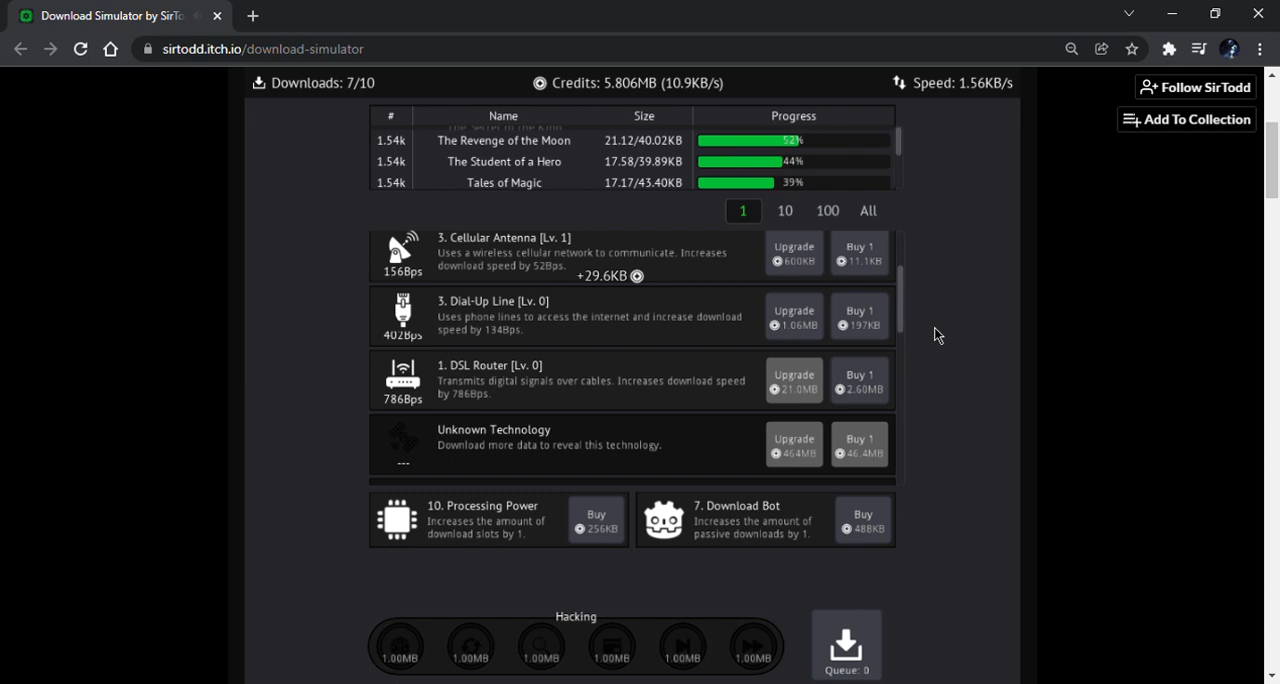 Download Simulator by SirTo
sirtodd.itch.io/download-simulator
Downloads: 7/10
Credits: 5.806MB (10.9KB/s)
Speed: 1.56KB/s
Follow SirTodd
Add To Collection
# Name Size Progress
The Secret of the King
1.54k The Revenge of the Moon 21.12/40.02KB 52%
1.54k The Student of a Hero 17.58/39.89KB 44%
1.54k Tales of Magic 17.17/43.40KB 39%
1 10 100 All
3. Cellular Antenna [Lv. 1]
Uses a wireless cellular network to communicate. Increases
download speed by 52Bps.
156Bps
Upgrade
600KB
Buy 1
11.1KB
+29.6KB
3. Dial-Up Line [Lv. 0]
Uses phone lines to access the internet and increase download
speed by 134Bps.
402Bps
Upgrade
1.06MB
Buy 1
197KB
1. DSL Router [Lv. 0]
Transmits digital signals over cables. Increases download speed
by 786Bps.
786Bps
Upgrade
21.0MB
Buy 1
2.60MB
Unknown Technology
Download more data to reveal this technology.
---
Upgrade
464MB
Buy 1
46.4MB
10. Processing Power
Increases the amount of
download slots by 1.
Buy
256KB
7. Download Bot
Increases the amount of
passive downloads by 1.
Buy
488KB
Hacking
1.00MB 1.00MB 1.00MB 1.00MB 1.00MB 1.00MB
Queue: 0